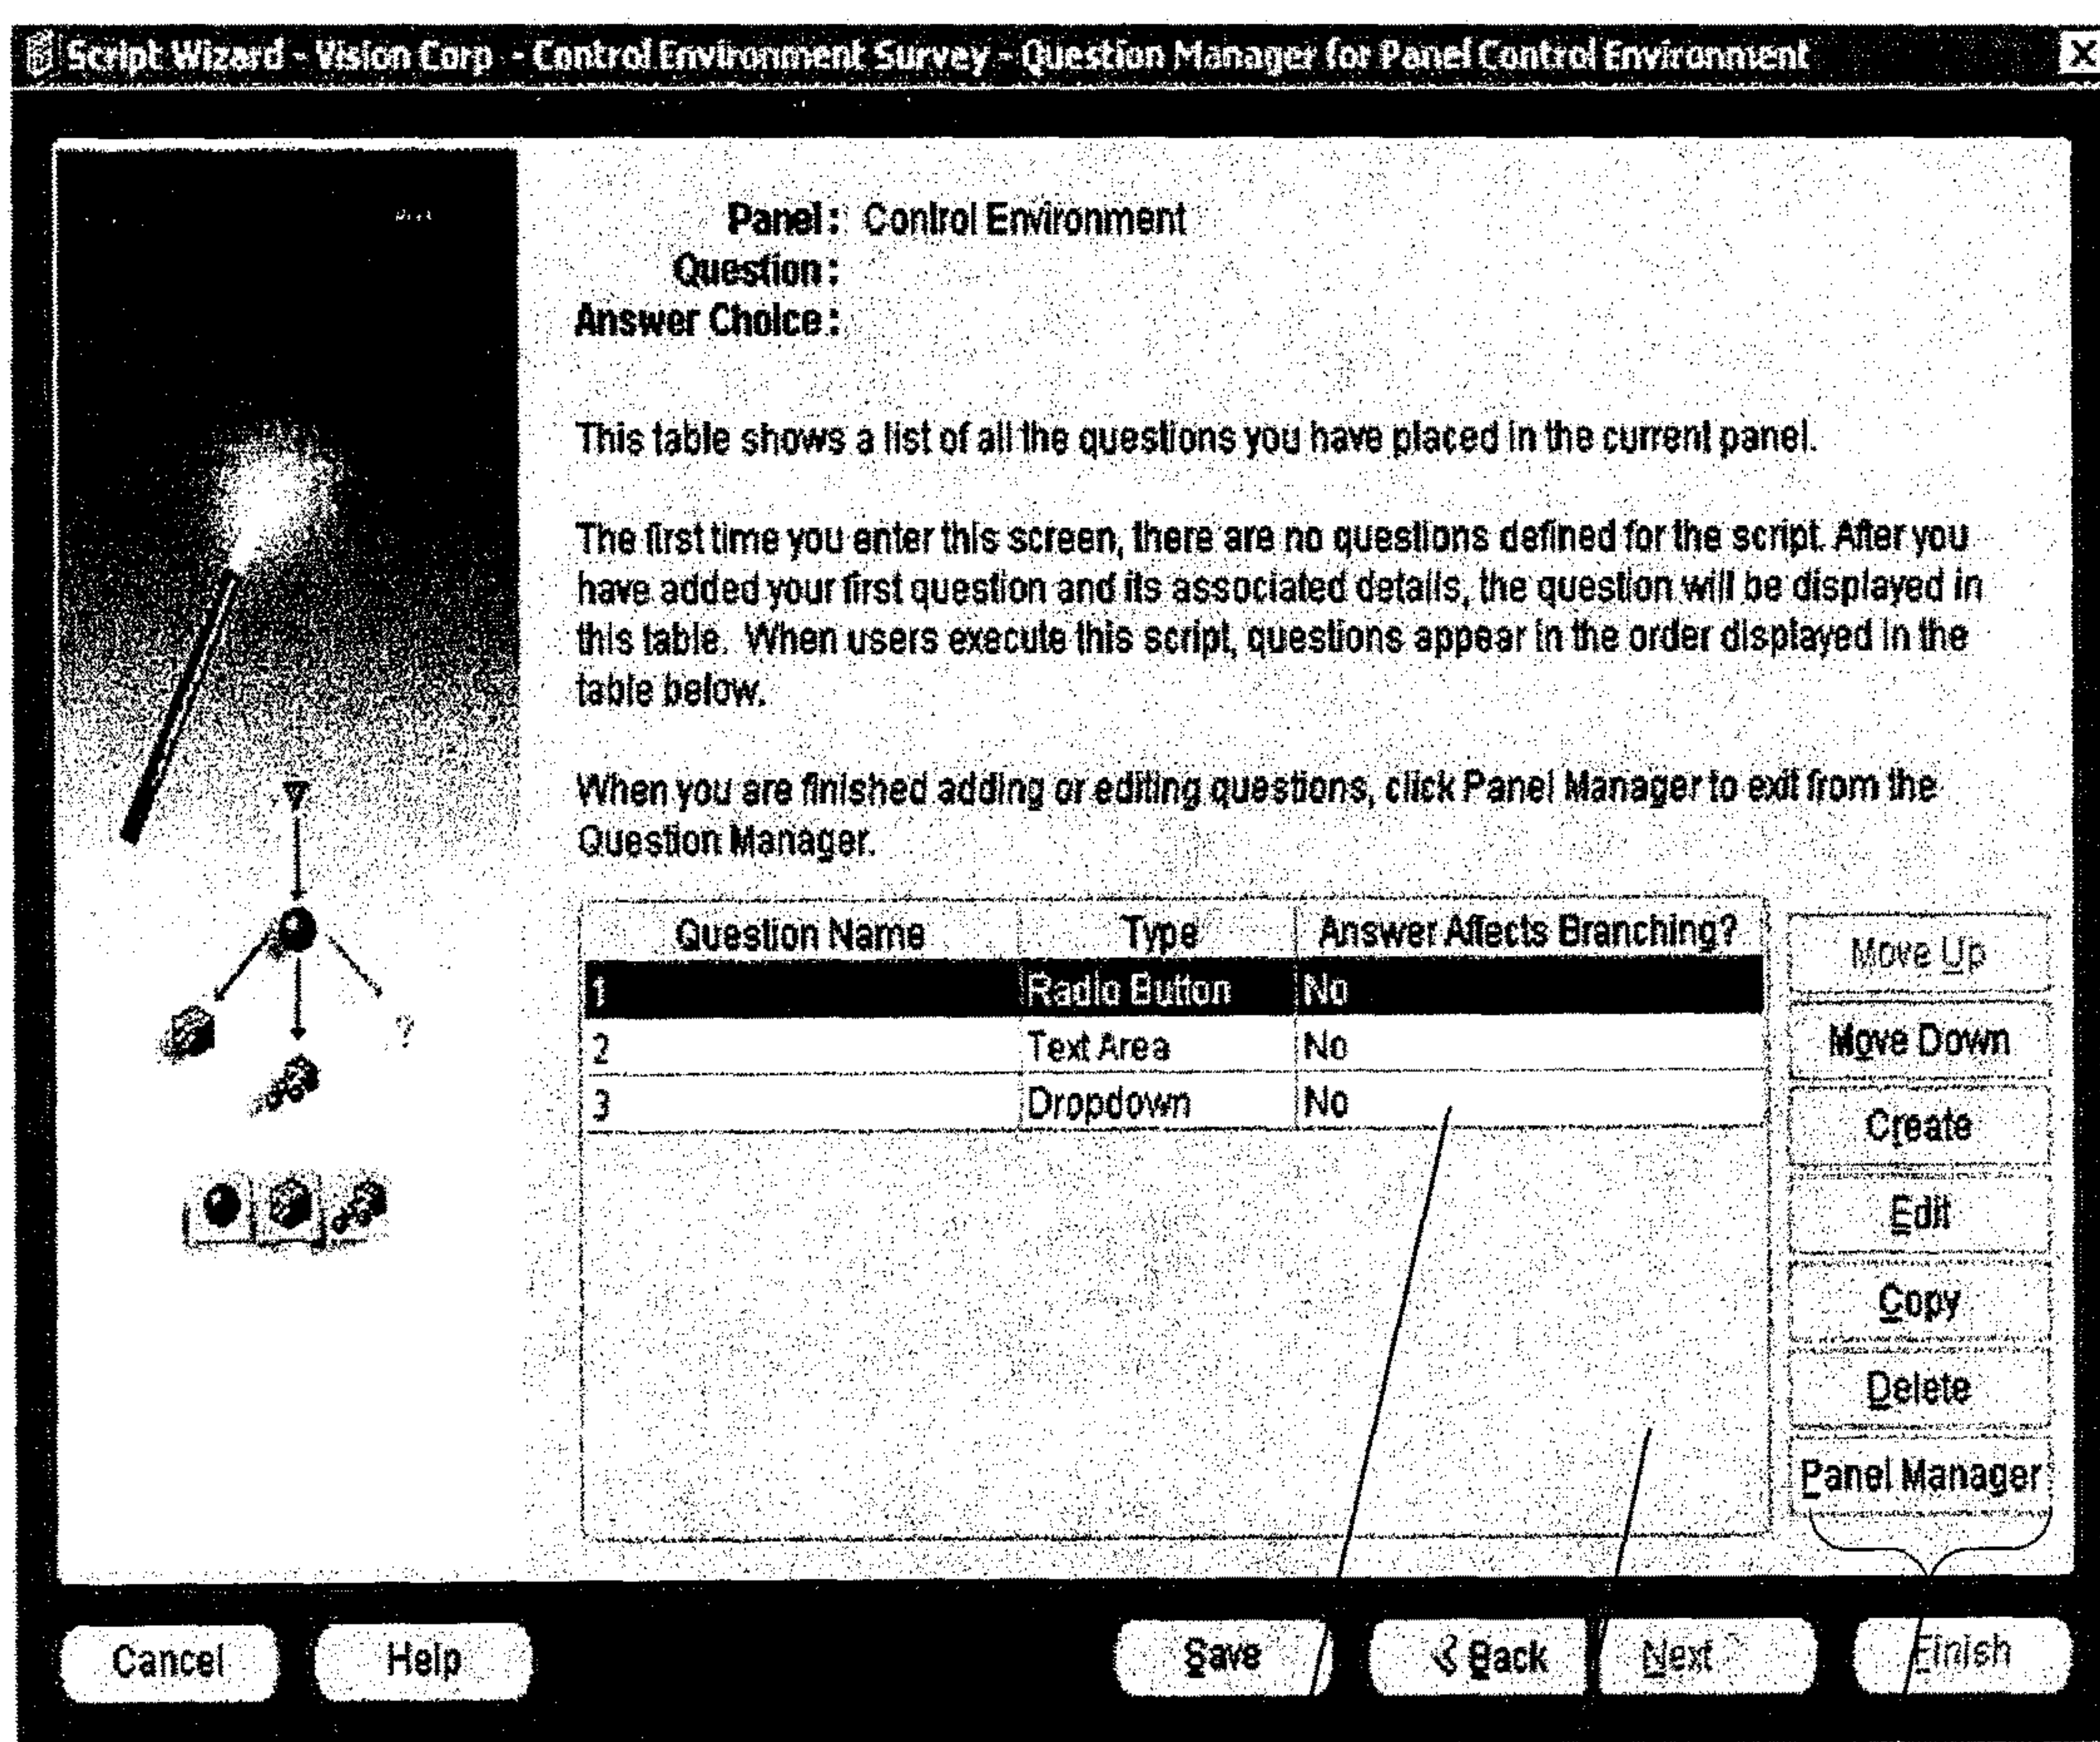 Script Wizard - Vision Corp - Control Environment Survey - Question Manager for Panel Control Environment
X
Panel: Control Environment
Question:
Answer Choice:
This table shows a list of all the questions you have placed in the current panel.
The first time you enter this screen, there are no questions defined for the script. After you
have added your first question and its associated details, the question will be displayed in
this table. When users execute this script, questions appear in the order displayed in the
table below.
When you are finished adding or editing questions, click Panel Manager to exit from the
Question Manager.
Question Name Type Answer Affects Branching?
1 Radio Button No
2 Text Area No
3 Dropdown No
Move Up
Move Down
Create
Edit
Copy
Delete
Panel Manager
?
Cancel Help Save < Back Next Finish